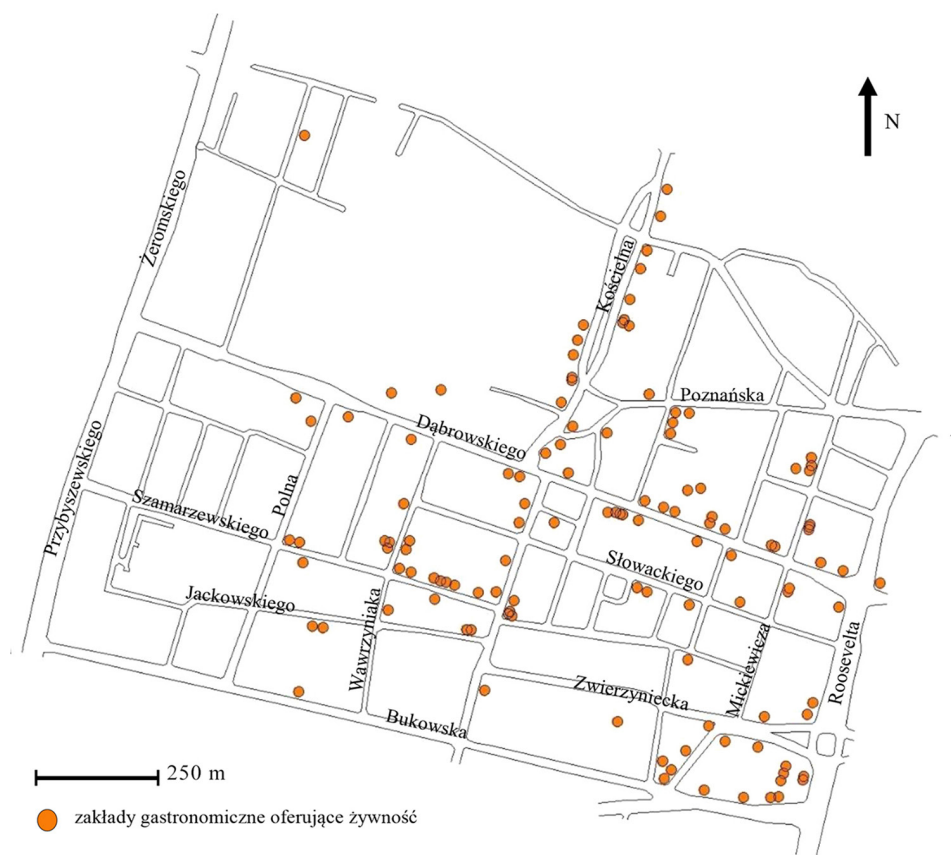 N
Żeromskiego
Kościelna
Poznańska
Dąbrowskiego
Przybyszewskiego
Polna
Szamarzewskiego
Słowackiego
Jackowskiego
Wawrzyniaka
Mickiewicza
Roosevelta
Zwierzyniecka
Bukowska
250 m
zakłady gastronomiczne oferujące żywność